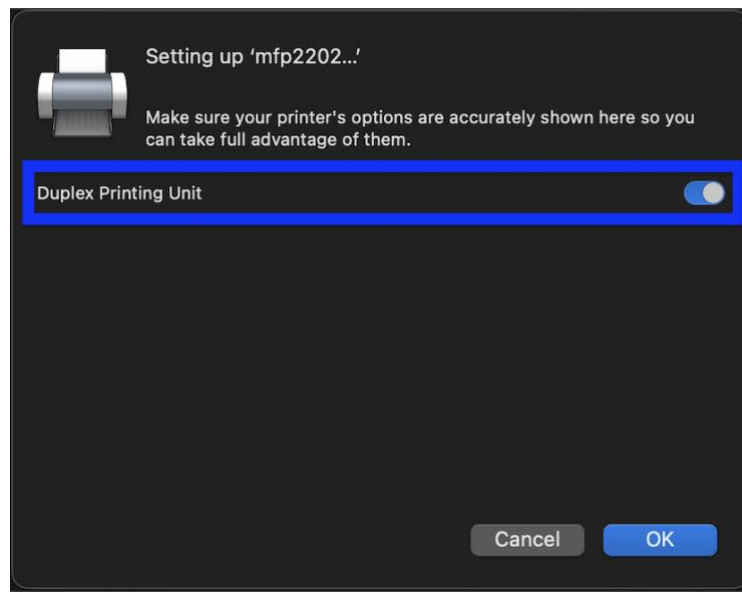 Setting up ‘mfp2202...’
Make sure your printer's options are accurately shown here so you
can take full advantage of them.
Duplex Printing Unit
Cancel
OK